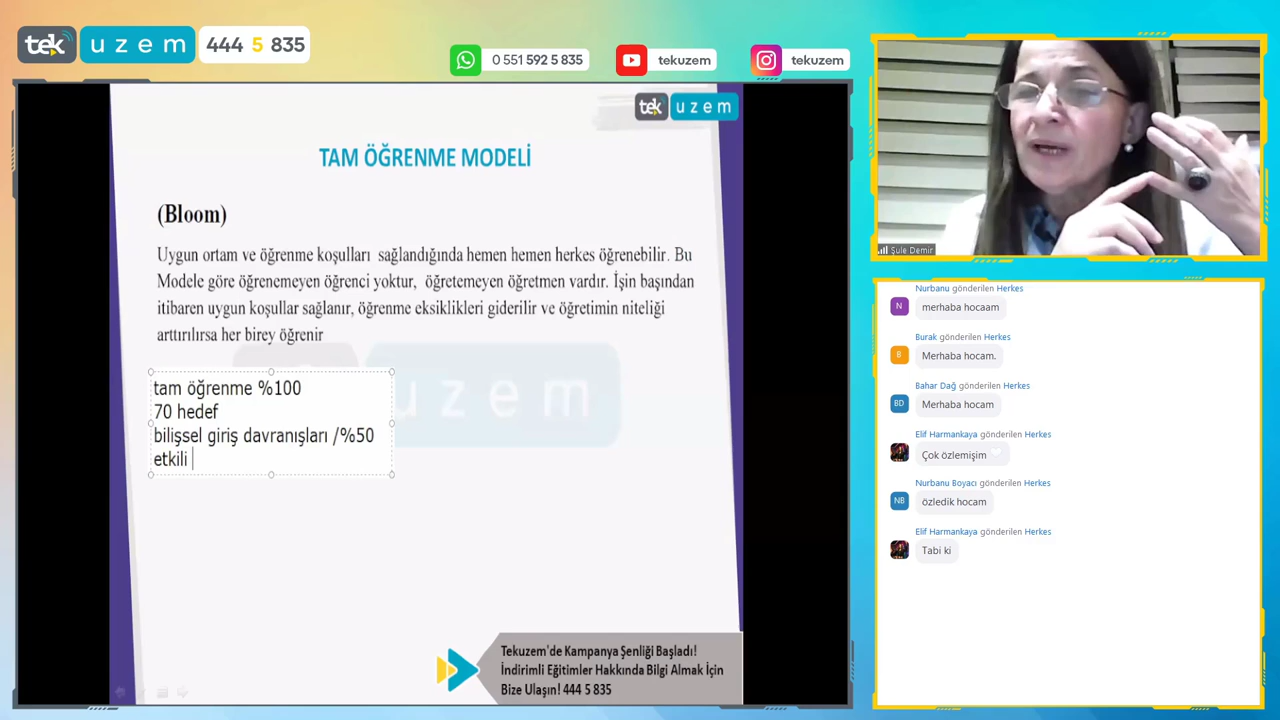 tek uzem 444 5 835
0 551 592 5 835
tekuzem
tekuzem
tek uzem
TAM ÖĞRENME MODELİ
(Bloom)
Uygun ortam ve öğrenme koşulları sağlandığında hemen hemen herkes öğrenebilir. Bu
Modele göre öğrenemeyen öğrenci yoktur, öğretemeyen öğretmen vardır. İşin başından
itibaren uygun koşullar sağlanır, öğrenme eksiklikleri giderilir ve öğretimin niteliği
arttırılırsa her birey öğrenir
uzem
tam öğrenme %100
70 hedef
bilişsel giriş davranışları /%50
etkili
Tekuzem'de Kampanya Şenliği Başladı!
İndirimli Eğitimler Hakkında Bilgi Almak İçin
Bize Ulaşın! 444 5 835
Şule Demir
Nurbanu gönderilen Herkes
N
merhaba hocaam
Burak gönderilen Herkes
B
Merhaba hocam.
Bahar Dağ gönderilen Herkes
BD
Merhaba hocam
Elif Harmankaya gönderilen Herkes
Çok özlemişim
Nurbanu Boyacı gönderilen Herkes
NB
özledik hocam
Elif Harmankaya gönderilen Herkes
Tabi ki